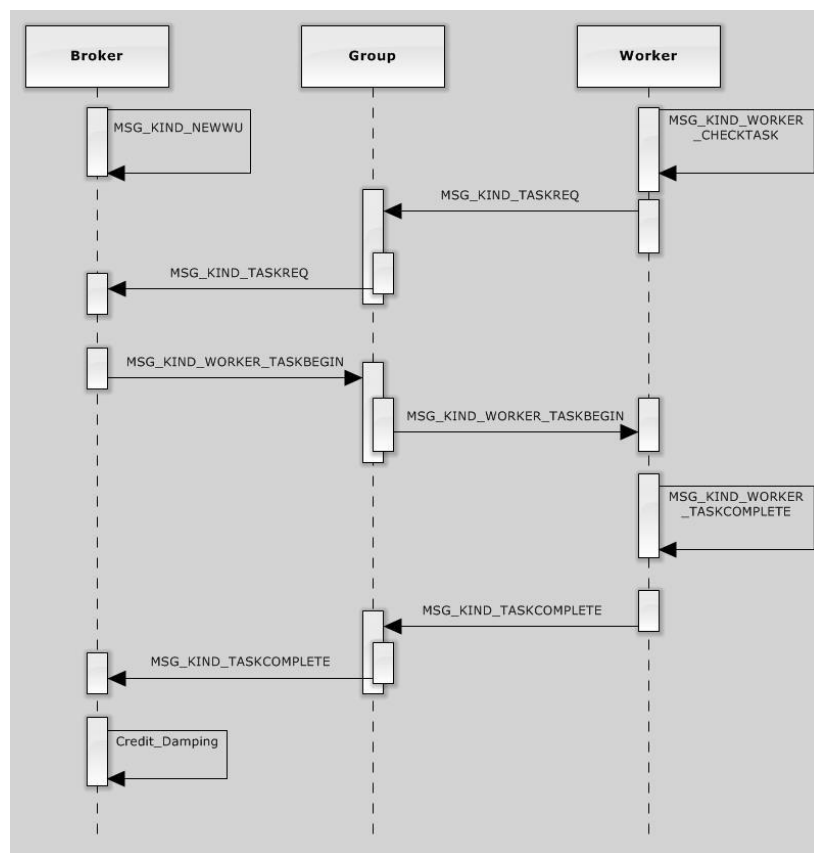 Broker
Group
Worker
MSG_KIND_NEWWU
MSG_KIND_WORKER
_CHECKTASK
MSG_KIND_TASKREQ
MSG_KIND_TASKREQ
MSG_KIND_WORKER_TASKBEGIN
MSG_KIND_WORKER_TASKBEGIN
MSG_KIND_WORKER
_TASKCOMPLETE
MSG_KIND_TASKCOMPLETE
MSG_KIND_TASKCOMPLETE
Credit_Damping